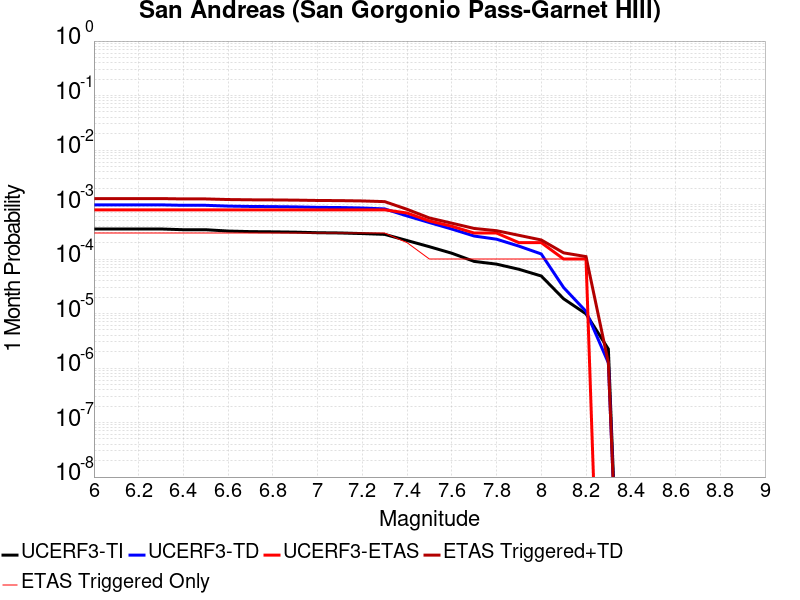 San Andreas (San Gorgonio Pass-Garnet HIll)
10^0
10^-1
10^-2
10^-3
10^-4
10^-5
10^-6
10^-7
10^-8
1 Month Probability
6 6.2 6.4 6.6 6.8 7 7.2 7.4 7.6 7.8 8 8.2 8.4 8.6 8.8 9
Magnitude
UCERF3-TI UCERF3-TD UCERF3-ETAS ETAS Triggered+TD
ETAS Triggered Only